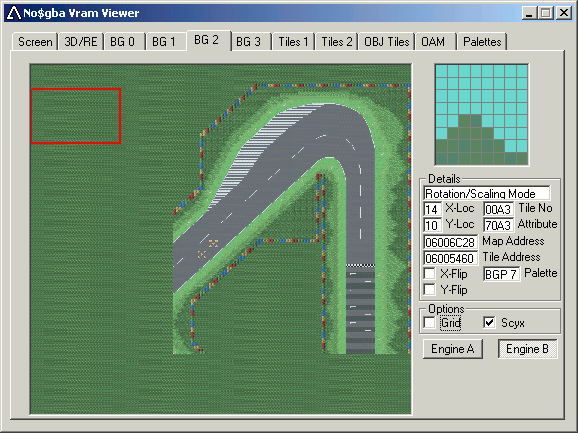 No$gba Vram Viewer
Screen 3D/RE BG 0 BG 1 BG 2 BG 3 Tiles 1 Tiles 2 OBJ Tiles OAM Palettes
Details
Rotation/Scaling Mode
14 X-Loc 00A3 Tile No
10 Y-Loc 70A3 Attribute
06006C28 Map Address
06005460 Tile Address
X-Flip BGP 7 Palette
Y-Flip
Options
Grid Scyx
Engine A Engine B